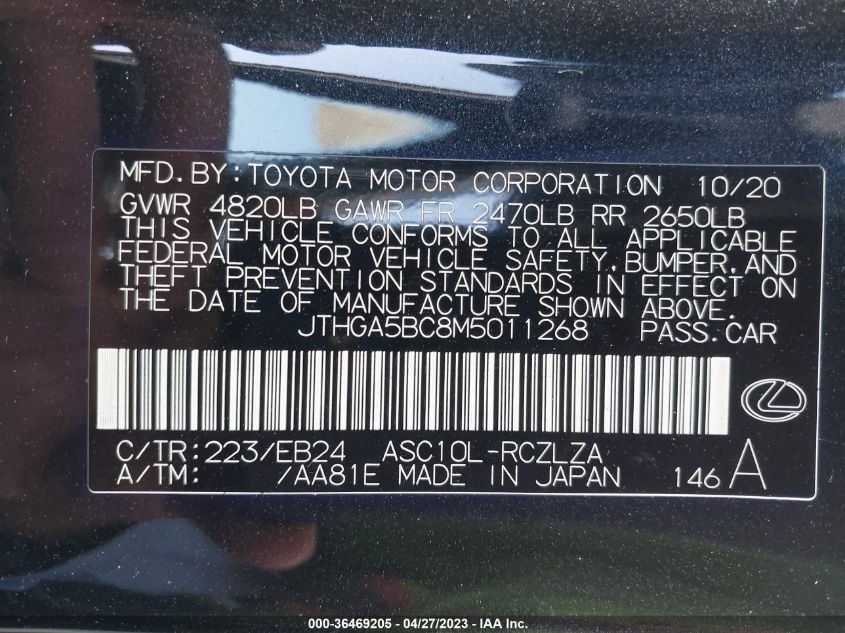 MFD.BY:TOYOTA MOTOR CORPORATION 10/20
GVWR 4820LB GAWR FR 2470LB RR 2650LB
THIS VEHICLE CONFORMS TO ALL APPLICABLE
FEDERAL MOTOR VEHICLE SAFETY,BUMPER,AND
THEFT PREVENTION STANDARDS IN EFFECT ON
THE DATE OF MANUFACTURE SHOWN ABOVE.
JTHGA5BC8M5011268 PASS.CAR
C/TR:223/EB24 ASC10L-RCZLZA
A/TM: /AA81E MADE IN JAPAN 146 A
000-36469205 - 04/27/2023 - IAA Inc.